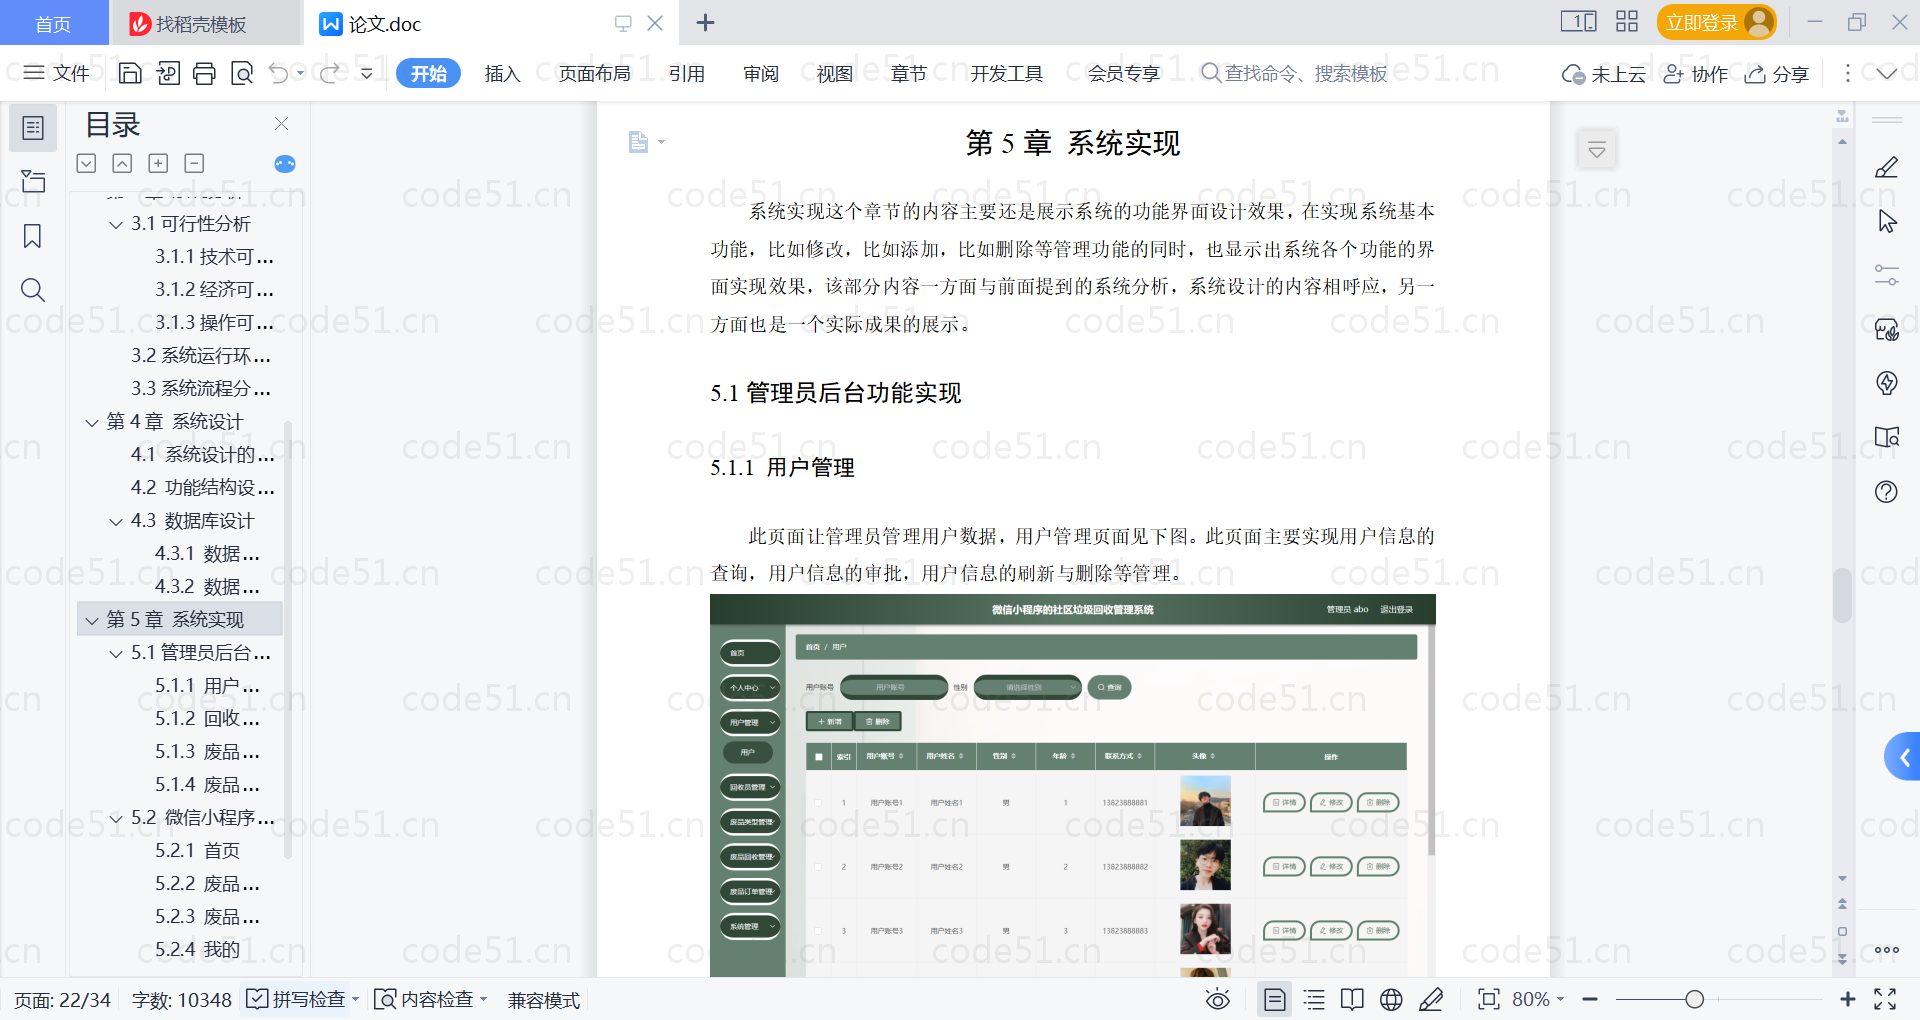 首页
找稻壳模板
论文.doc
立即登录
文件
开始
插入
页面布局
引用
审阅
视图
章节
开发工具
会员专享
查找命令、搜索模板
未上云
协作
分享
目录
3.1 可行性分析
3.1.1 技术可...
3.1.2 经济可...
3.1.3 操作可...
3.2 系统运行环...
3.3 系统流程分...
第 4 章 系统设计
4.1 系统设计的...
4.2 功能结构设...
4.3 数据库设计
4.3.1 数据...
4.3.2 数据...
第 5 章 系统实现
5.1 管理员后台...
5.1.1 用户...
5.1.2 回收...
5.1.3 废品...
5.1.4 废品...
5.2 微信小程序...
5.2.1 首页
5.2.2 废品...
5.2.3 废品...
5.2.4 我的
第 5 章 系统实现
系统实现这个章节的内容主要还是展示系统的功能界面设计效果，在实现系统基本
功能，比如修改，比如添加，比如删除等管理功能的同时，也显示出系统各个功能的界
面实现效果，该部分内容一方面与前面提到的系统分析，系统设计的内容相呼应，另一
方面也是一个实际成果的展示。
5.1 管理员后台功能实现
5.1.1 用户管理
此页面让管理员管理用户数据，用户管理页面见下图。此页面主要实现用户信息的
查询，用户信息的审批，用户信息的刷新与删除等管理。
微信小程序的社区垃圾回收管理系统
管理员 abo 退出登录
首页
个人中心
用户管理
用户
回收员管理
废品类型管理
废品回收管理
废品订单管理
系统管理
首页 / 用户
用户账号 用户账号 性别 请选择性别 查询
新增 删除
索引 用户账号 用户姓名 性别 年龄 联系方式 头像 操作
1 用户账号1 用户姓名1 男 1 13823888881 详情 修改 删除
2 用户账号2 用户姓名2 男 2 13823888882 详情 修改 删除
3 用户账号3 用户姓名3 男 3 13823888883 详情 修改 删除
页面: 22/34
字数: 10348
拼写检查
内容检查
兼容模式
80%
code51.cn